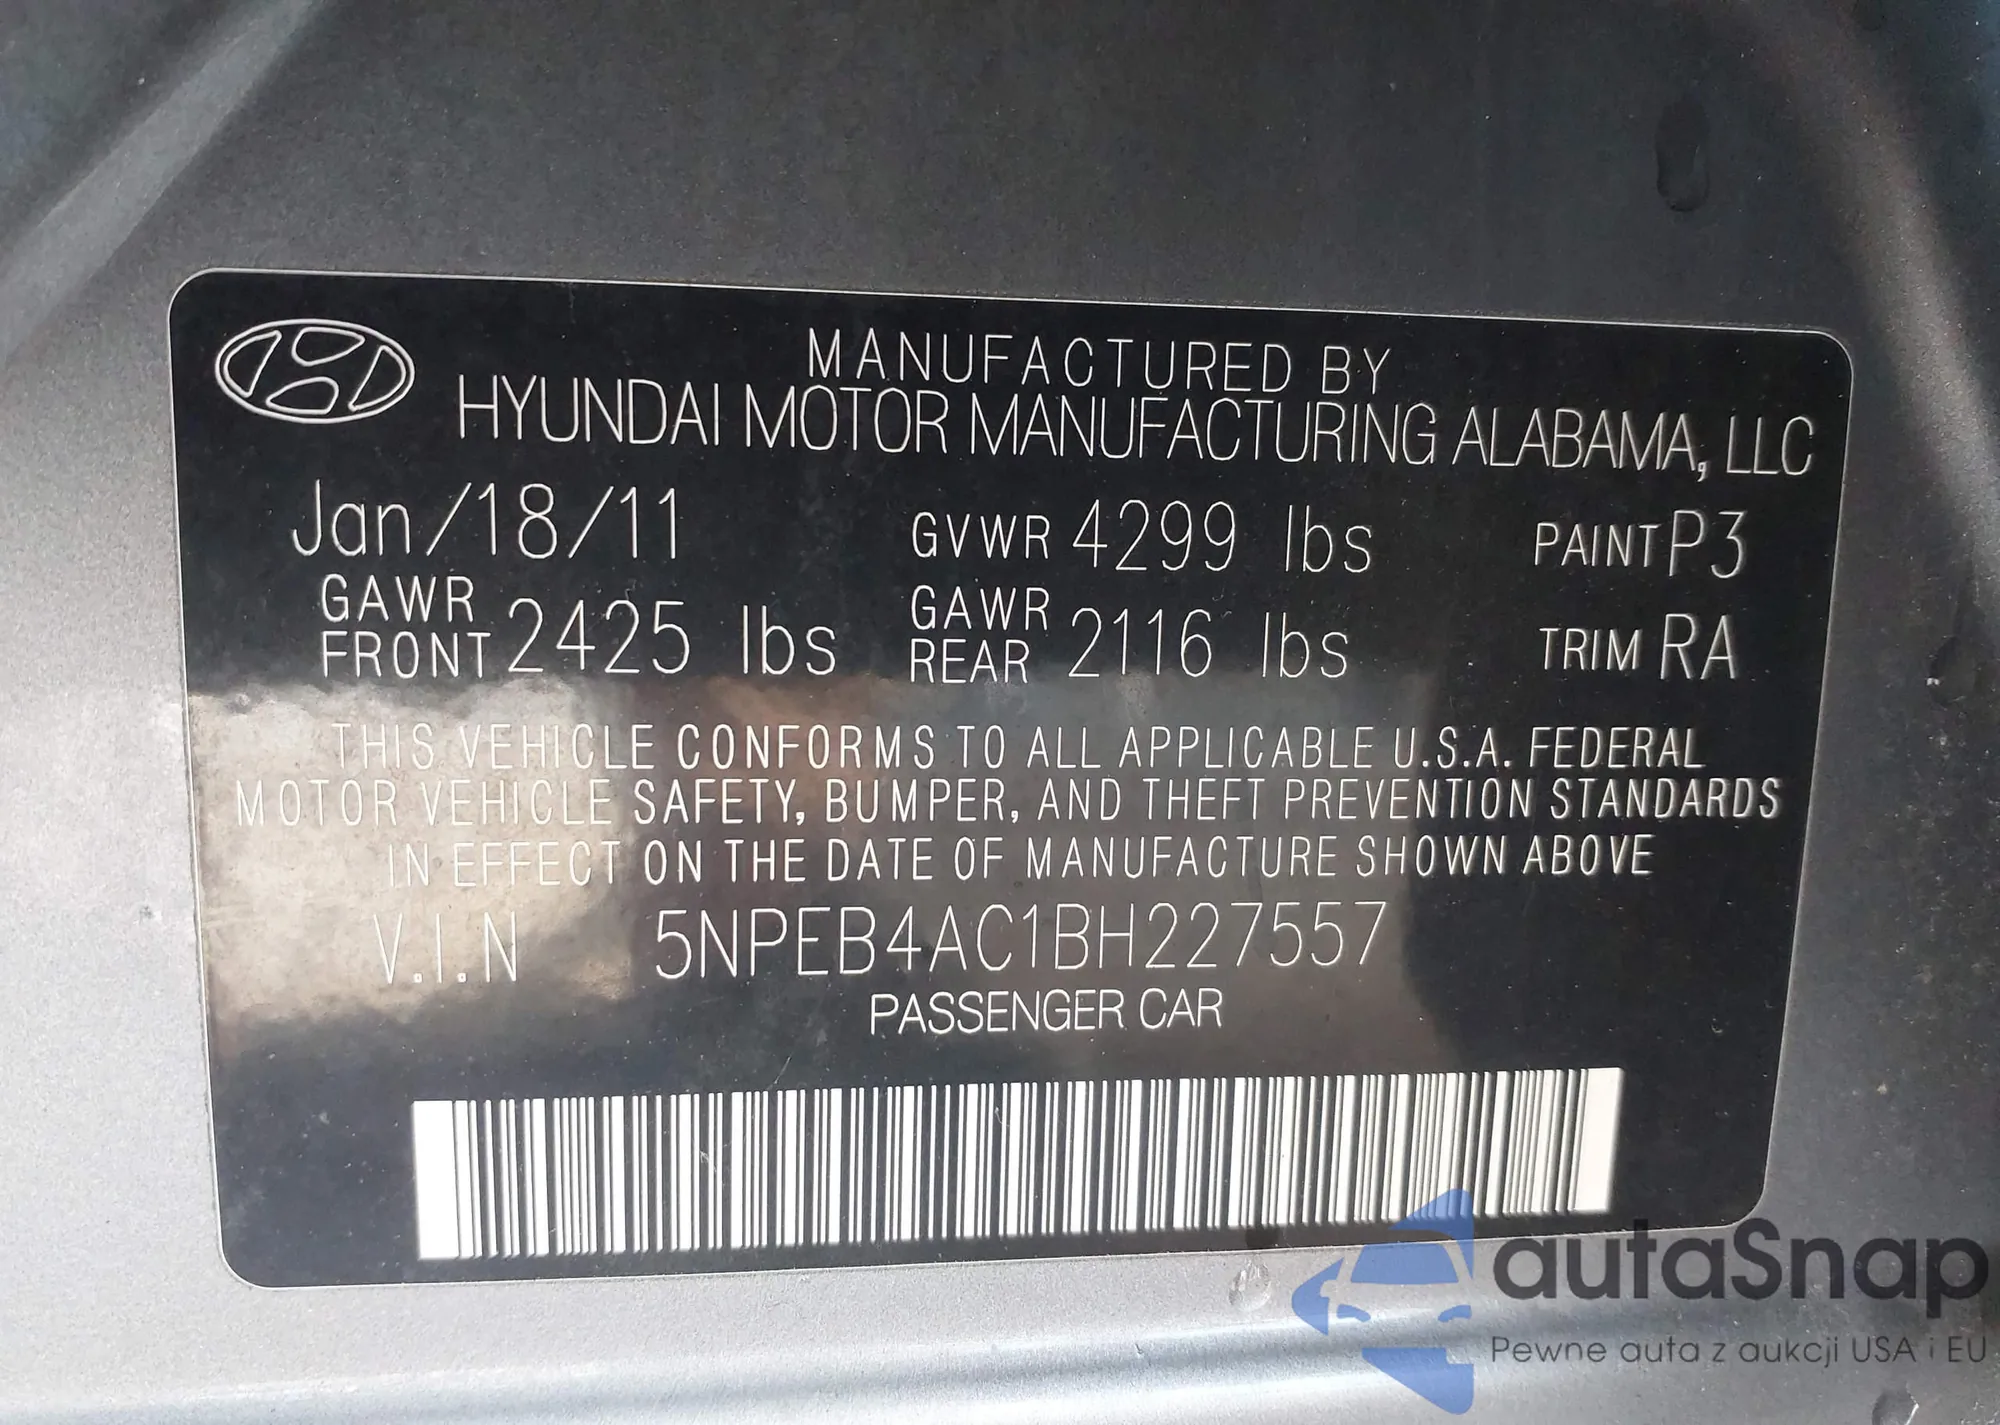 MANUFACTURED BY
HYUNDAI MOTOR MANUFACTURING ALABAMA, LLC
Jan/18/11 GVWR 4299 lbs PAINT P3
GAWR FRONT 2425 lbs GAWR REAR 2116 lbs TRIM RA
THIS VEHICLE CONFORMS TO ALL APPLICABLE U.S.A. FEDERAL
MOTOR VEHICLE SAFETY, BUMPER, AND THEFT PREVENTION STANDARDS
IN EFFECT ON THE DATE OF MANUFACTURE SHOWN ABOVE
V.I.N 5NPEB4AC1BH227557
PASSENGER CAR
autaSnap
Pewne auta z aukcji USA i EU